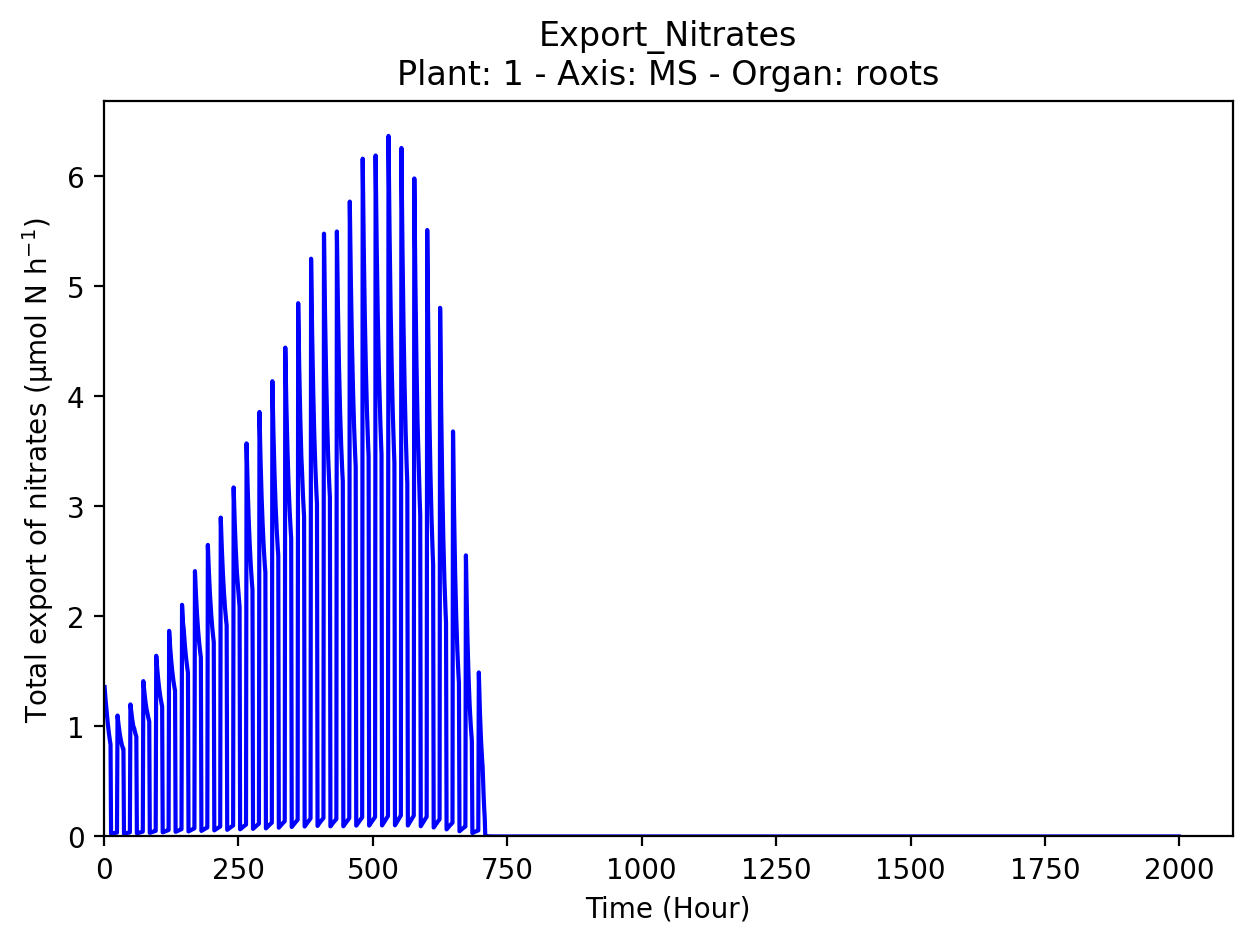 Export_Nitrates
Plant: 1 - Axis: MS - Organ: roots
Total export of nitrates (µmol N h⁻¹)
6
5
4
3
2
1
0
0 250 500 750 1000 1250 1500 1750 2000
Time (Hour)